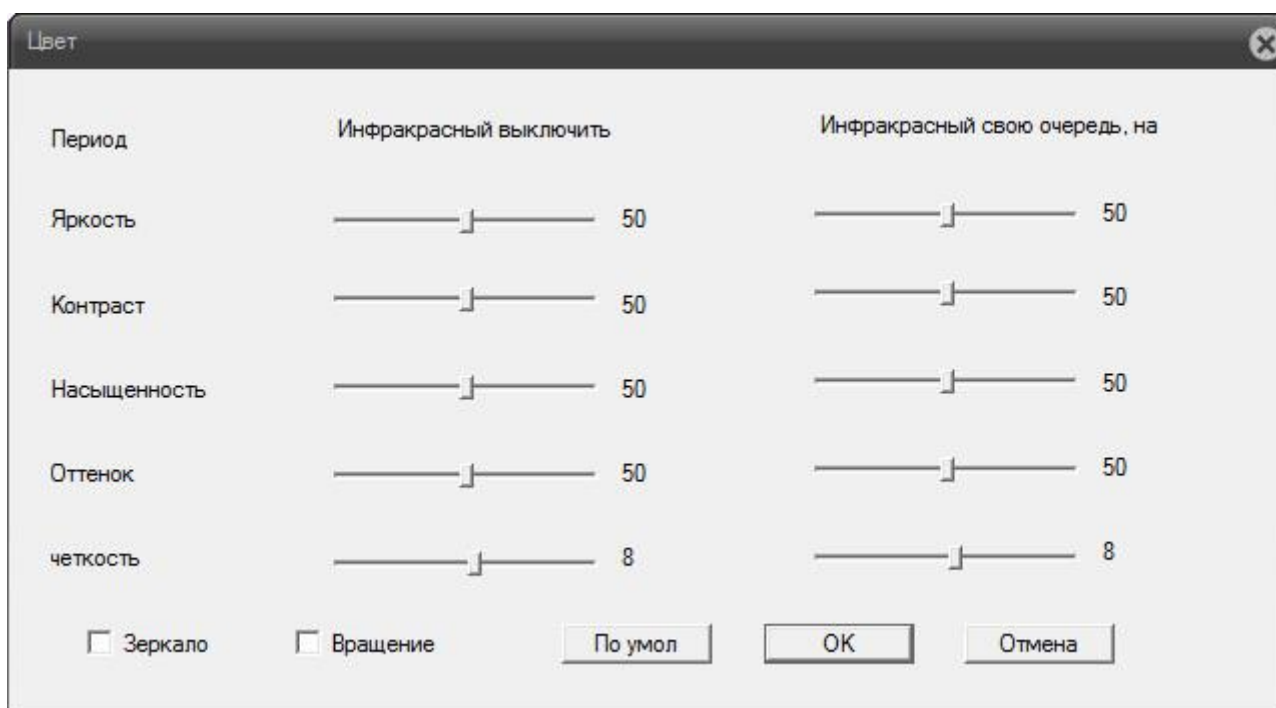 Цвет
Период Инфракрасный выключить Инфракрасный свою очередь, на
Яркость 50 50
Контраст 50 50
Насыщенность 50 50
Оттенок 50 50
четкость 8 8
Зеркало Вращение По умол OK Отмена